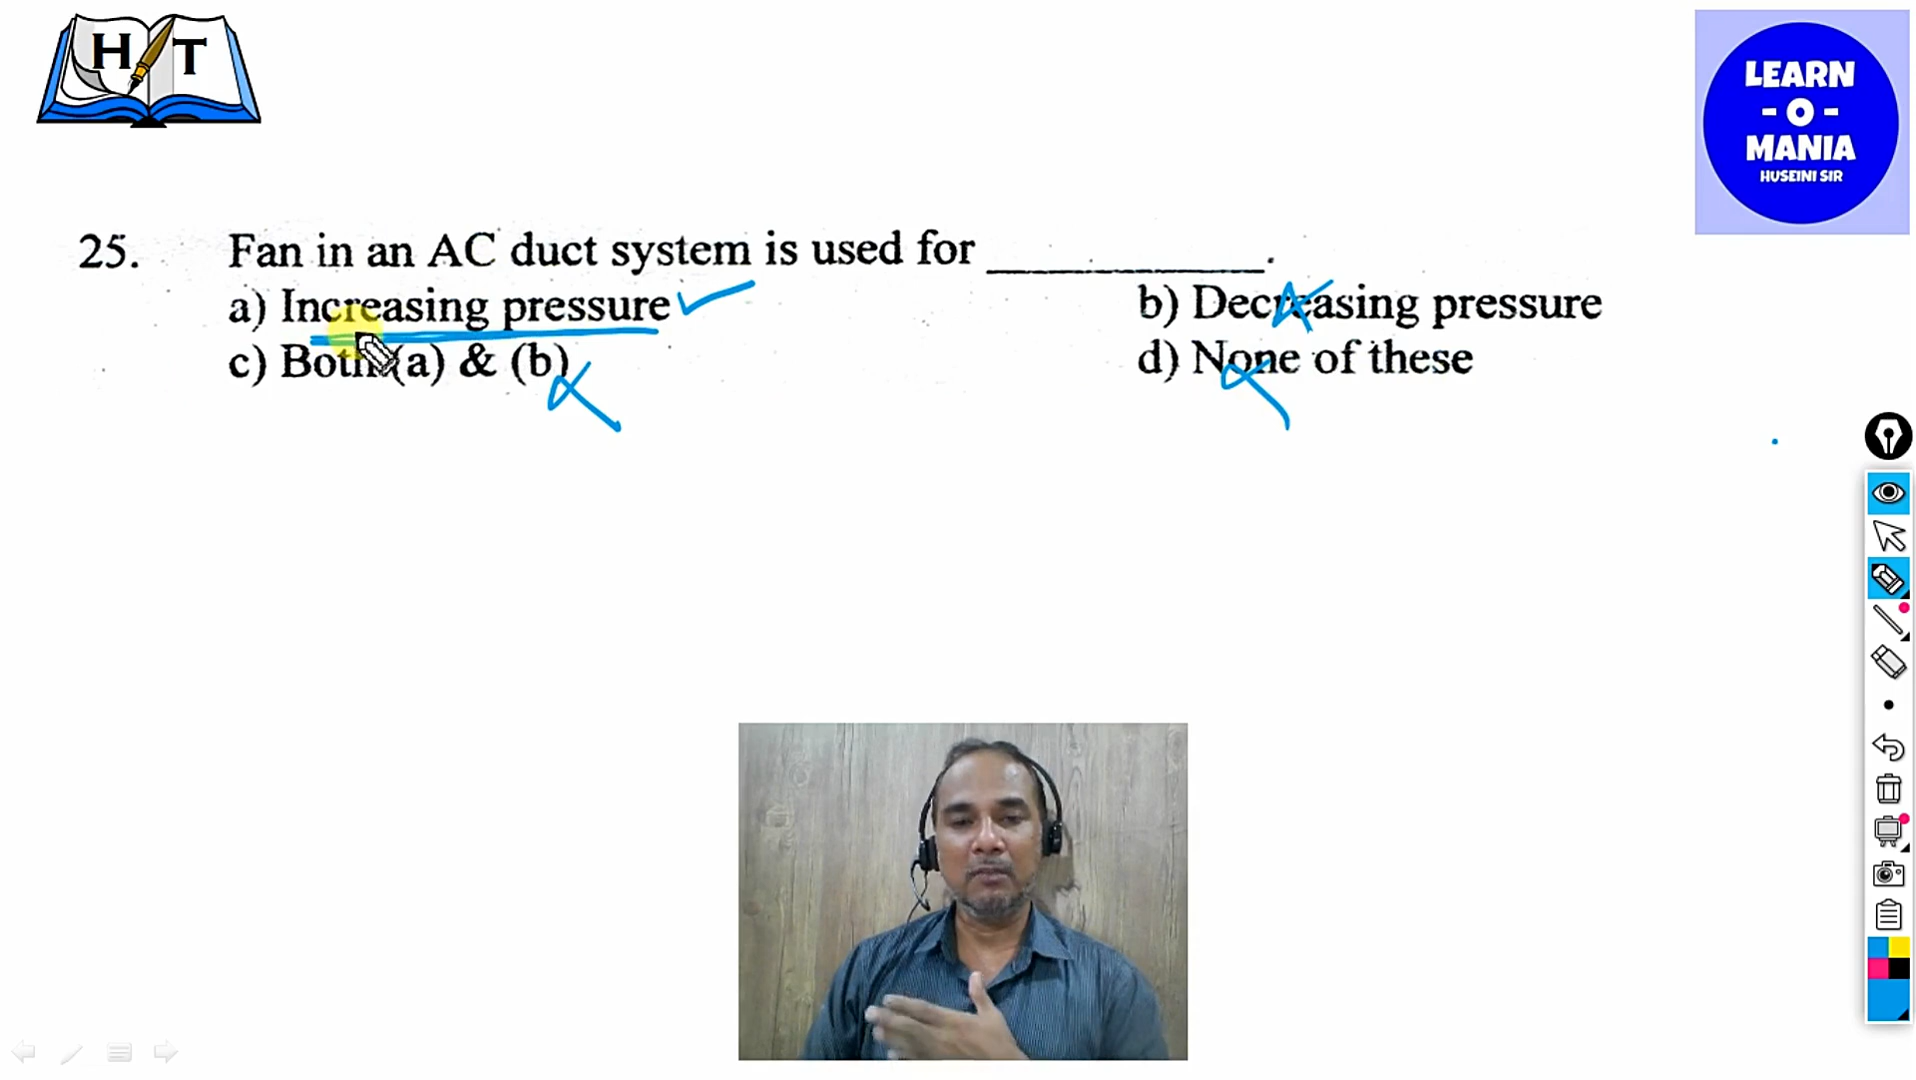 H T
LEARN
- O -
MANIA
HUSEINI SIR
25. Fan in an AC duct system is used for ____________.
a) Increasing pressure b) Decreasing pressure
c) Both (a) & (b) d) None of these